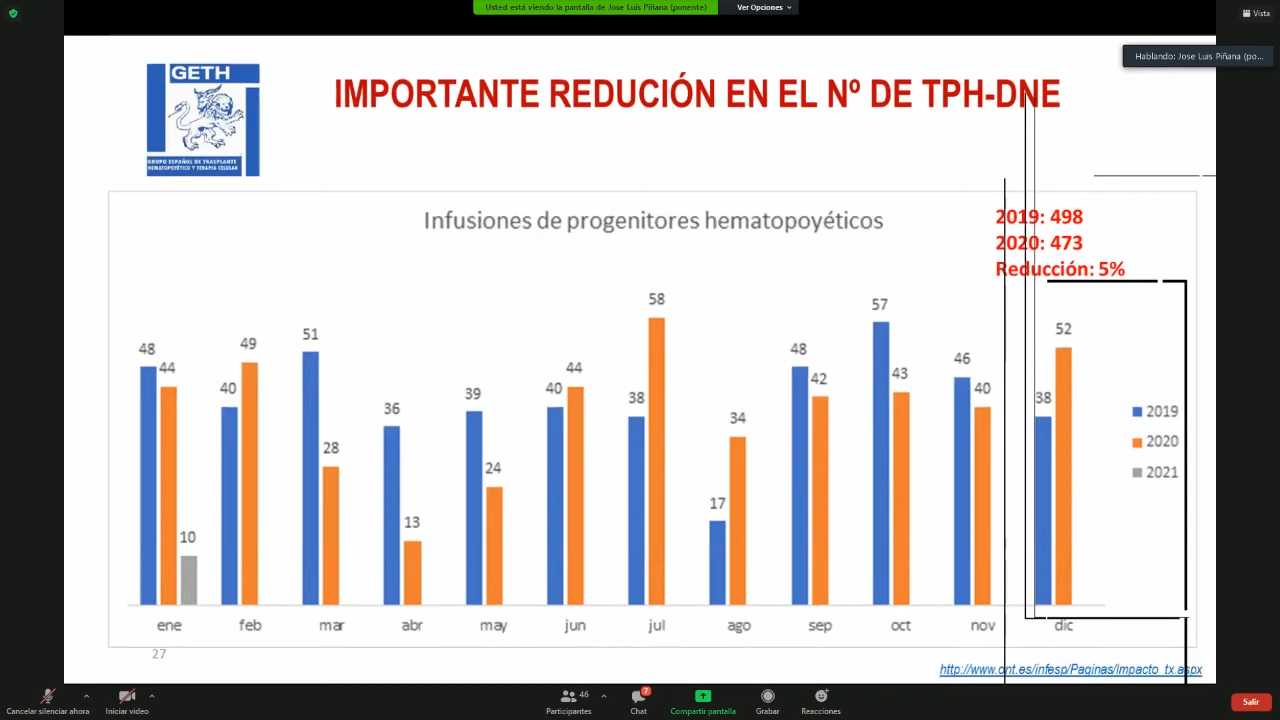 Usted está viendo la pantalla de Jose Luis Piñana (ponente)
Ver Opciones
Vista
Hablando: Jose Luis Piñana (po...
GETH
GRUPO ESPAÑOL DE TRASPLANTE
HEMATOPOYÉTICO Y TERAPIA CELULAR
IMPORTANTE REDUCIÓN EN EL Nº DE TPH-DNE
Infusiones de progenitores hematopoyéticos
2019: 498
2020: 473
Reducción: 5%
48 44 10
40 49
51 28
36 13
39 24
40 44
38 58
17 34
48 42
57 43
46 40
38 52
2019
2020
2021
ene feb mar abr may jun jul ago sep oct nov dic
27
http://www.ont.es/infesp/Paginas/Impacto_tx.aspx
Cancelar silenciar ahora
Iniciar video
46
Participantes
7
Chat
Compartir pantalla
Grabar
Reacciones
Salir